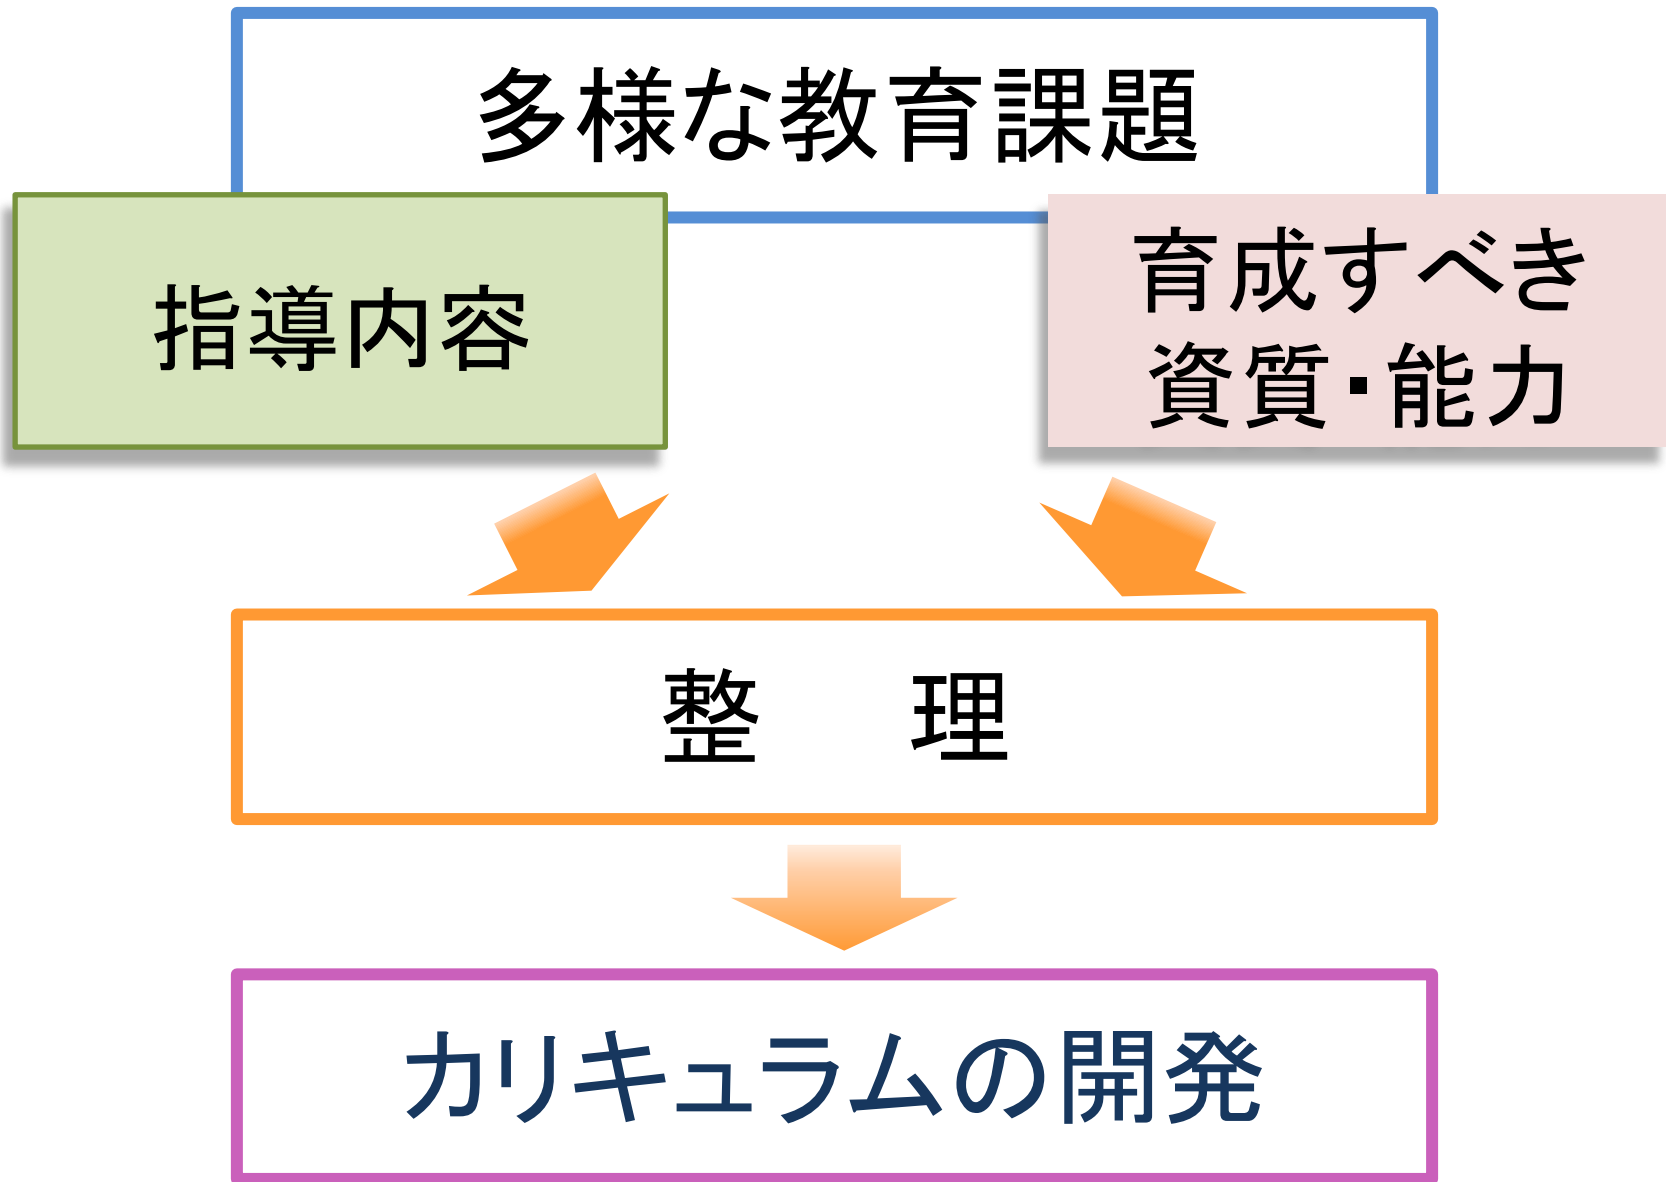 多様な教育課題
指導内容
育成すべき
資質・能力
整　理
カリキュラムの開発